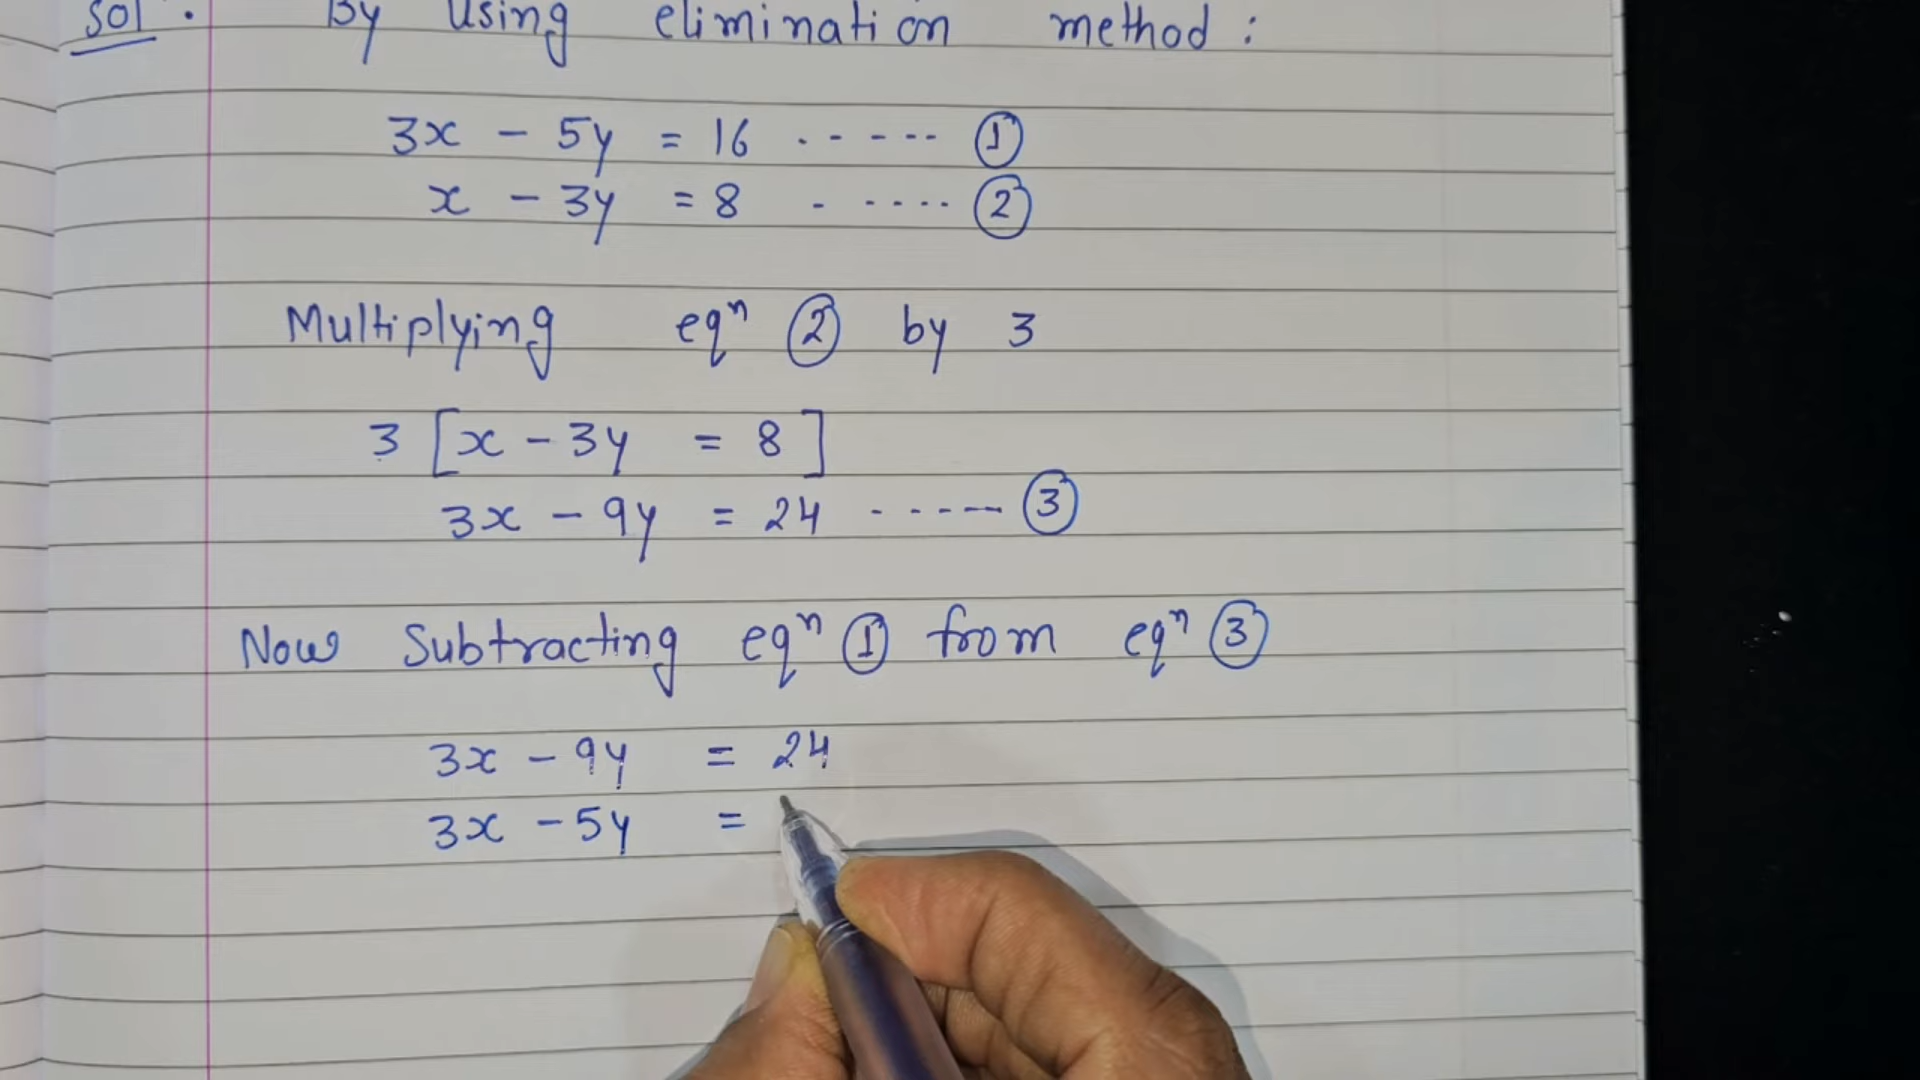 Sol. By using elimination method:
3x - 5y = 16 ------ ①
x - 3y = 8 - ----- ②
Multiplying eqⁿ ② by 3
3 [x - 3y = 8]
3x - 9y = 24 ------ ③
Now Subtracting eqⁿ ① from eqⁿ ③
3x - 9y = 24
3x - 5y =